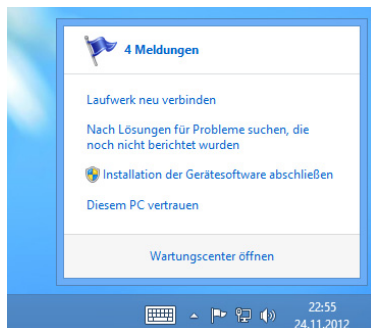 4 Meldungen
Laufwerk neu verbinden
Nach Lösungen für Probleme suchen, die
noch nicht berichtet wurden
Installation der Gerätesoftware abschließen
Diesem PC vertrauen
Wartungscenter öffnen
22:55
24.11.2012